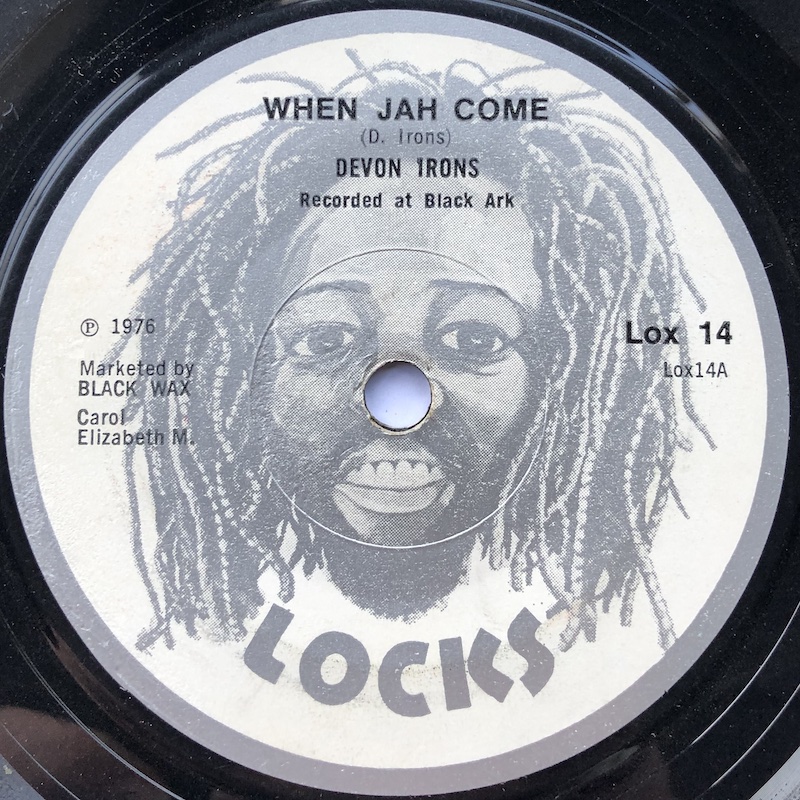 WHEN JAH COME
(D. Irons)
DEVON IRONS
Recorded at Black Ark
℗ 1976
Marketed by
BLACK WAX
Carol
Elizabeth M.
Lox 14
Lox14A
LOCKS